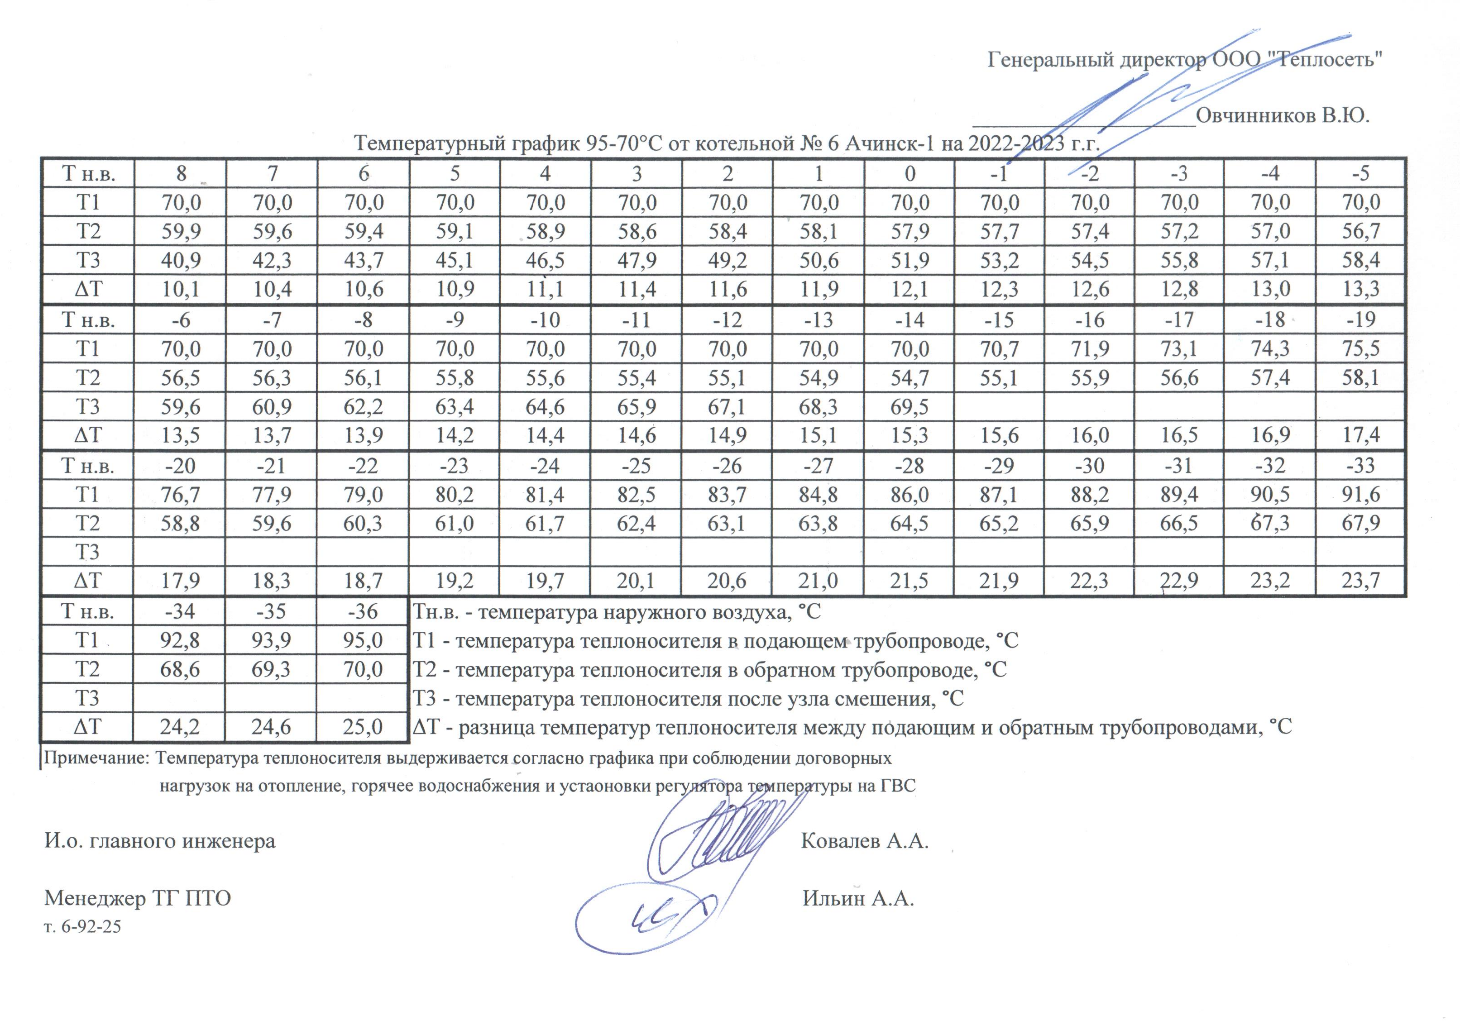 Генеральный директор ООО "Теплосеть"
____________________Овчинников В.Ю.
Температурный график 95-70°С от котельной № 6 Ачинск-1 на 2022-2023 г.г.
Т н.в. 8 7 6 5 4 3 2 1 0 -1 -2 -3 -4 -5
Т1 70,0 70,0 70,0 70,0 70,0 70,0 70,0 70,0 70,0 70,0 70,0 70,0 70,0 70,0
Т2 59,9 59,6 59,4 59,1 58,9 58,6 58,4 58,1 57,9 57,7 57,4 57,2 57,0 56,7
Т3 40,9 42,3 43,7 45,1 46,5 47,9 49,2 50,6 51,9 53,2 54,5 55,8 57,1 58,4
ΔТ 10,1 10,4 10,6 10,9 11,1 11,4 11,6 11,9 12,1 12,3 12,6 12,8 13,0 13,3
Т н.в. -6 -7 -8 -9 -10 -11 -12 -13 -14 -15 -16 -17 -18 -19
Т1 70,0 70,0 70,0 70,0 70,0 70,0 70,0 70,0 70,0 70,7 71,9 73,1 74,3 75,5
Т2 56,5 56,3 56,1 55,8 55,6 55,4 55,1 54,9 54,7 55,1 55,9 56,6 57,4 58,1
Т3 59,6 60,9 62,2 63,4 64,6 65,9 67,1 68,3 69,5
ΔТ 13,5 13,7 13,9 14,2 14,4 14,6 14,9 15,1 15,3 15,6 16,0 16,5 16,9 17,4
Т н.в. -20 -21 -22 -23 -24 -25 -26 -27 -28 -29 -30 -31 -32 -33
Т1 76,7 77,9 79,0 80,2 81,4 82,5 83,7 84,8 86,0 87,1 88,2 89,4 90,5 91,6
Т2 58,8 59,6 60,3 61,0 61,7 62,4 63,1 63,8 64,5 65,2 65,9 66,5 67,3 67,9
Т3
ΔТ 17,9 18,3 18,7 19,2 19,7 20,1 20,6 21,0 21,5 21,9 22,3 22,9 23,2 23,7
Т н.в. -34 -35 -36 Тн.в. - температура наружного воздуха, °С
Т1 92,8 93,9 95,0 Т1 - температура теплоносителя в подающем трубопроводе, °С
Т2 68,6 69,3 70,0 Т2 - температура теплоносителя в обратном трубопроводе, °С
Т3 Т3 - температура теплоносителя после узла смешения, °С
ΔТ 24,2 24,6 25,0 ΔТ - разница температур теплоносителя между подающим и обратным трубопроводами, °С
Примечание: Температура теплоносителя выдерживается согласно графика при соблюдении договорных
нагрузок на отопление, горячее водоснабжения и устаоновки регулятора температуры на ГВС
И.о. главного инженера Ковалев А.А.
Менеджер ТГ ПТО Ильин А.А.
т. 6-92-25